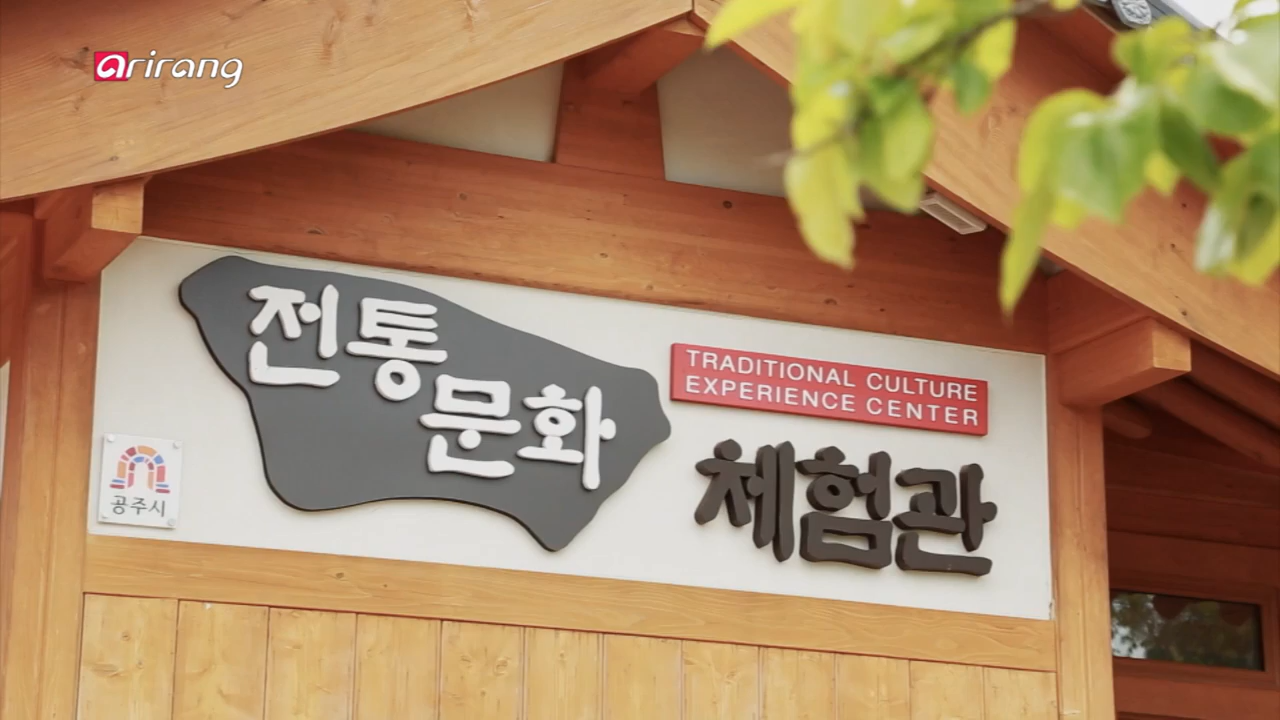 arirang
전통
문화
TRADITIONAL CULTURE
EXPERIENCE CENTER
체험관
공주시